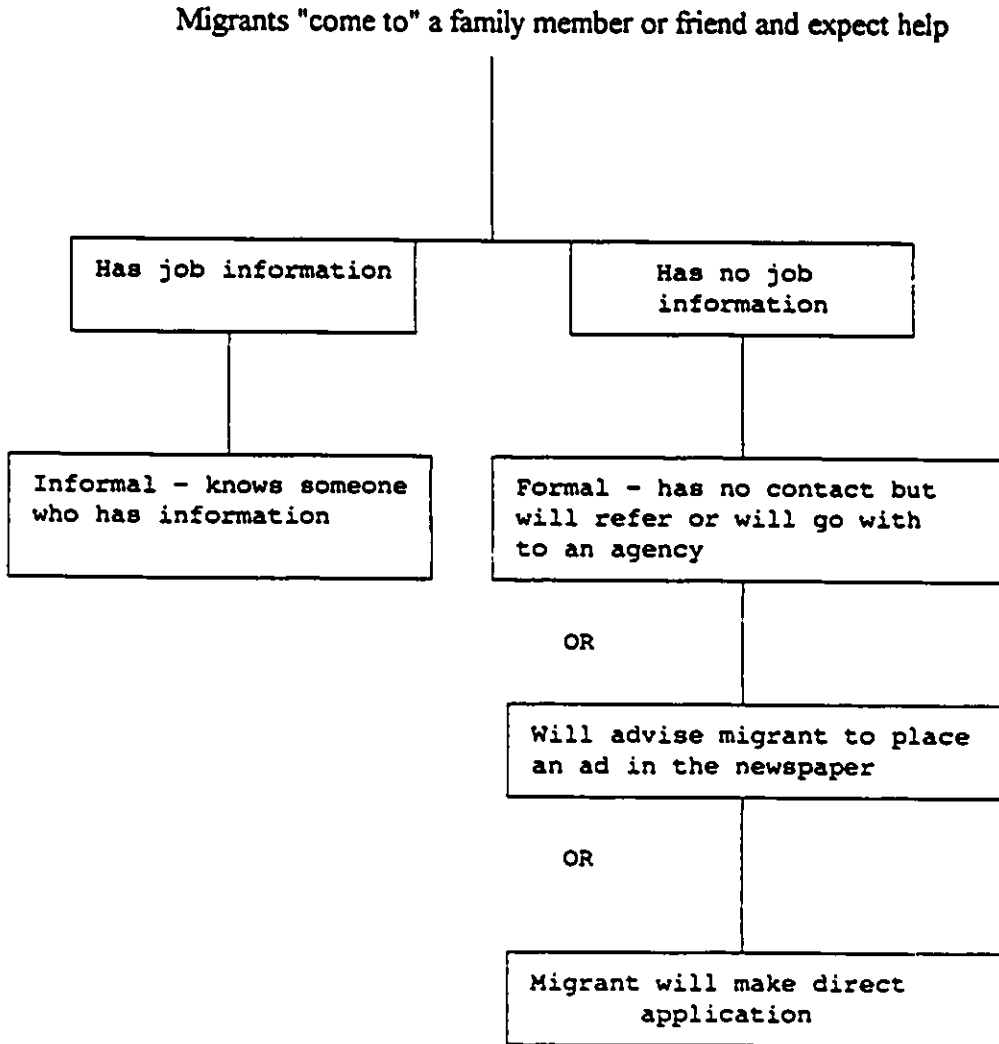 Migrants "come to" a family member or friend and expect help
Has job information
Has no job
information
Informal - knows someone
who has information
Formal - has no contact but
will refer or will go with
to an agency
OR
Will advise migrant to place
an ad in the newspaper
OR
Migrant will make direct
application